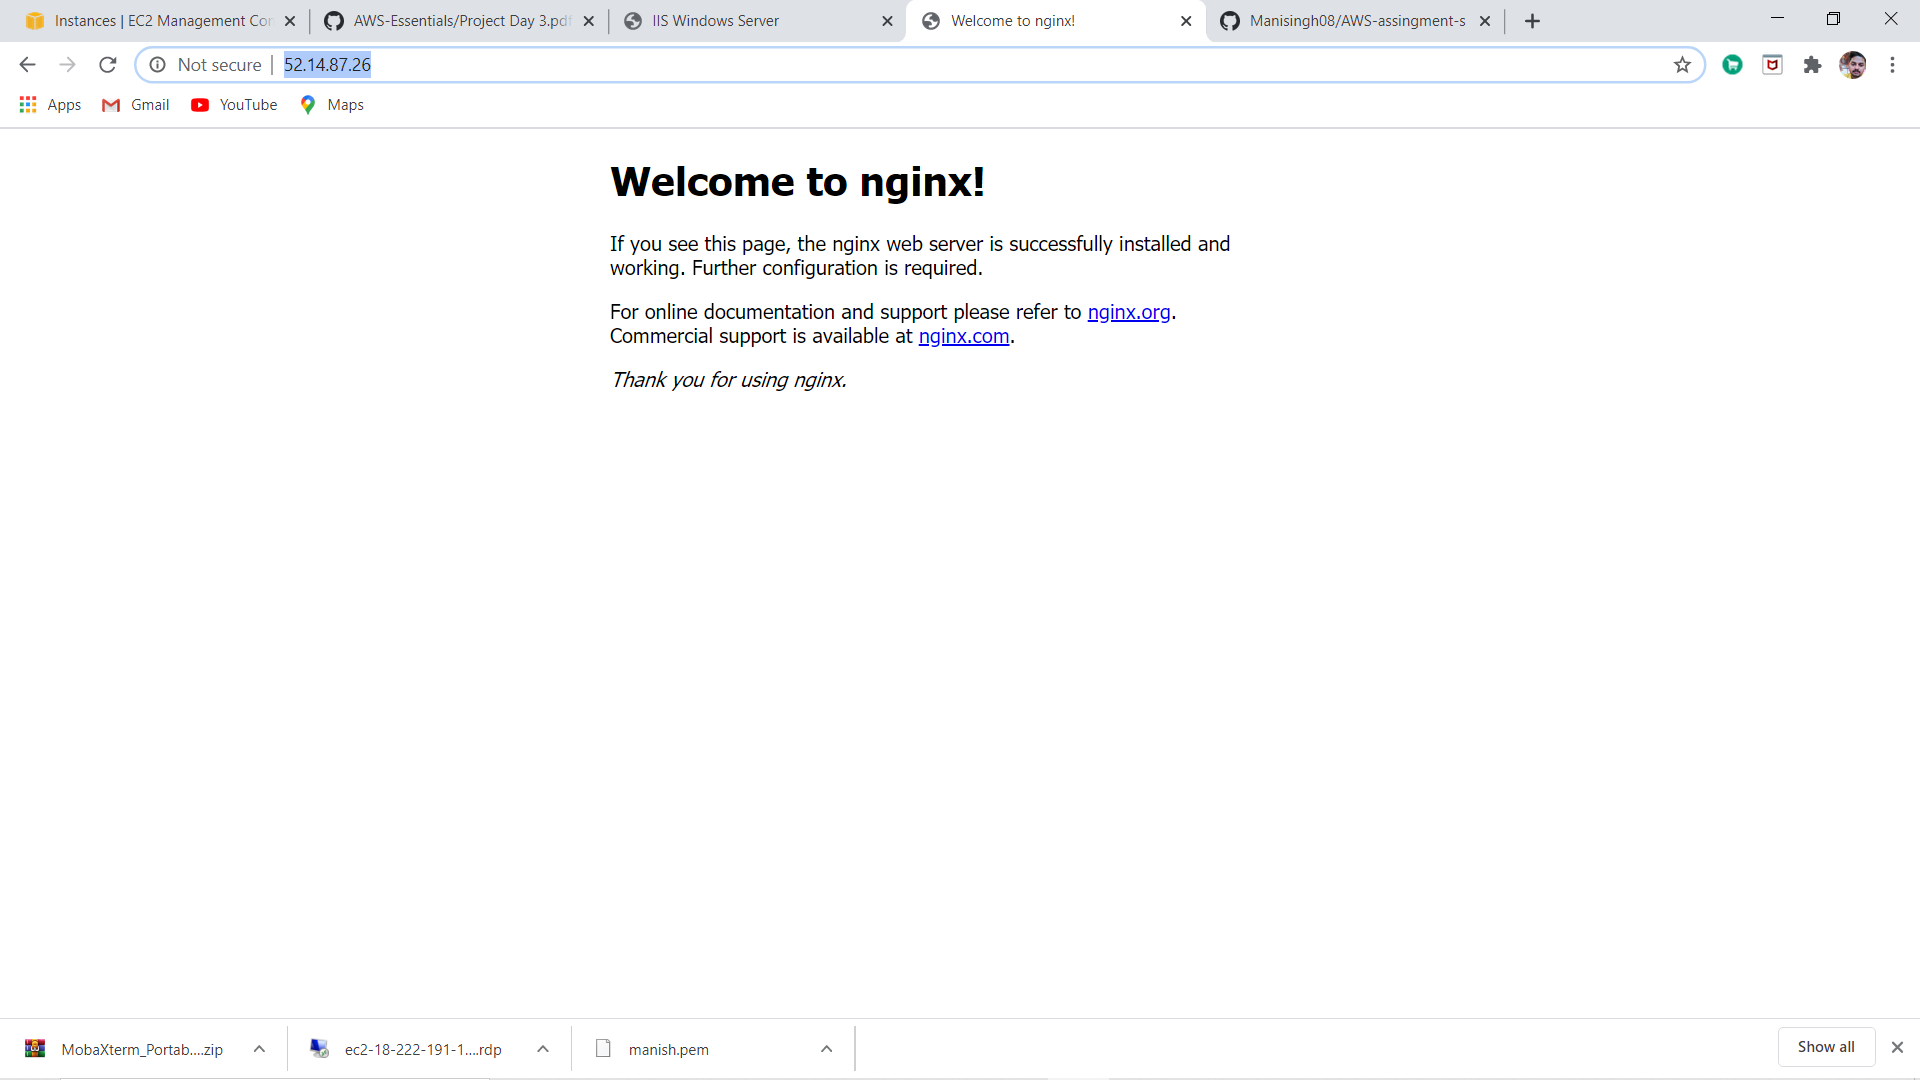 Instances | EC2 Management Con
AWS-Essentials/Project Day 3.pdf
IIS Windows Server
Welcome to nginx!
Manisingh08/AWS-assingment-s
Not secure | 52.14.87.26
Apps
Gmail
YouTube
Maps
Welcome to nginx!
If you see this page, the nginx web server is successfully installed and
working. Further configuration is required.
For online documentation and support please refer to nginx.org.
Commercial support is available at nginx.com.
Thank you for using nginx.
MobaXterm_Portab....zip
ec2-18-222-191-1....rdp
manish.pem
Show all